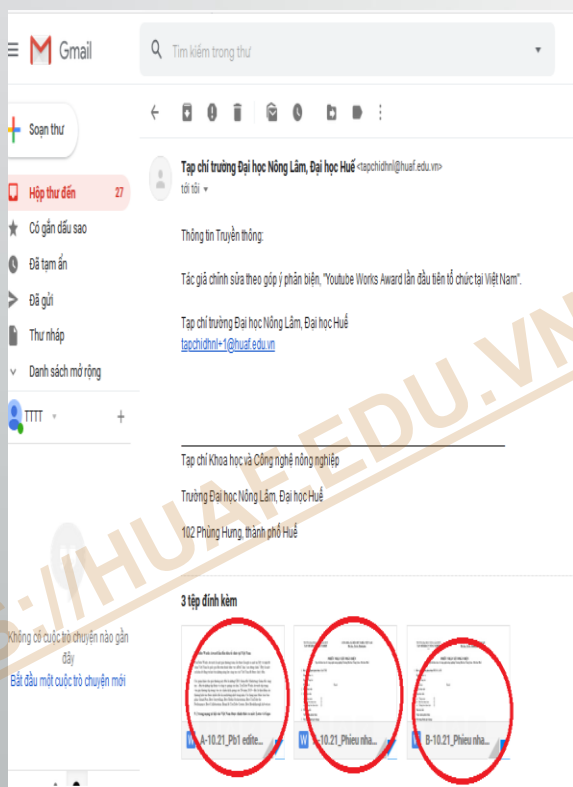 Gmail
Tìm kiếm trong thư
Soạn thư
Hộp thư đến 27
Có gắn dấu sao
Đã tạm ẩn
Đã gửi
Thư nháp
Danh sách mở rộng
TTTT
Không có cuộc trò chuyện nào gần
đây
Bắt đầu một cuộc trò chuyện mới
Tạp chí trường Đại học Nông Lâm, Đại học Huế <tapchidhnl@huaf.edu.vn>
tới tôi
Thông tin Truyền thông:
Tác giả chỉnh sửa theo góp ý phản biện, "Youtube Works Award lần đầu tiên tổ chức tại Việt Nam".
Tạp chí trường Đại học Nông Lâm, Đại học Huế
tapchidhnl+1@huaf.edu.vn
Tạp chí Khoa học và Công nghệ nông nghiệp
Trường Đại học Nông Lâm, Đại học Huế
102 Phùng Hưng, thành phố Huế
3 tệp đính kèm
A-10.21_Pb1 edite...
-10.21_Phieu nha...
B-10.21_Phieu nha...
://HUAF.EDU.VN